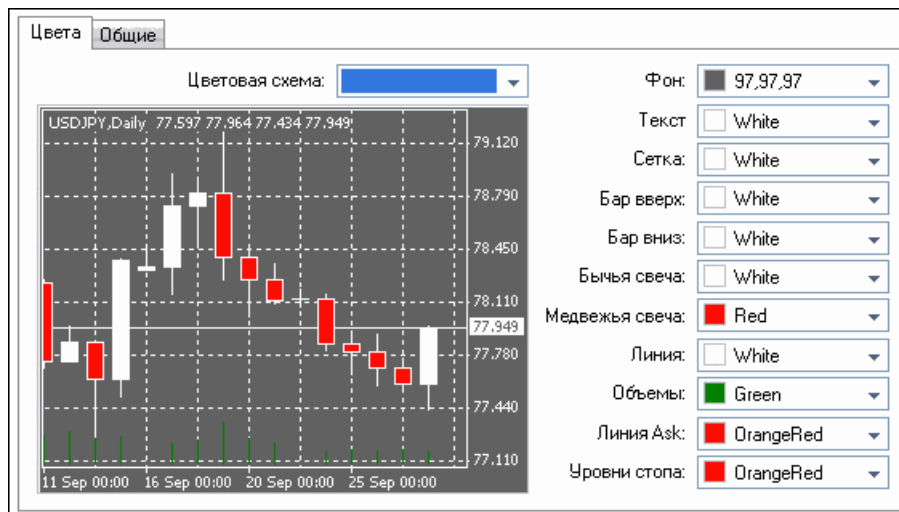 Цвета Общие
Цветовая схема:
USDJPY,Daily 77.597 77.964 77.434 77.949
79.120
78.790
78.450
78.110
77.949
77.780
77.440
77.110
11 Sep 00:00 16 Sep 00:00 20 Sep 00:00 25 Sep 00:00
Фон: 97,97,97
Текст White
Сетка: White
Бар вверх: White
Бар вниз: White
Бычья свеча: White
Медвежья свеча: Red
Линия: White
Объемы: Green
Линия Ask: OrangeRed
Уровни стопа: OrangeRed